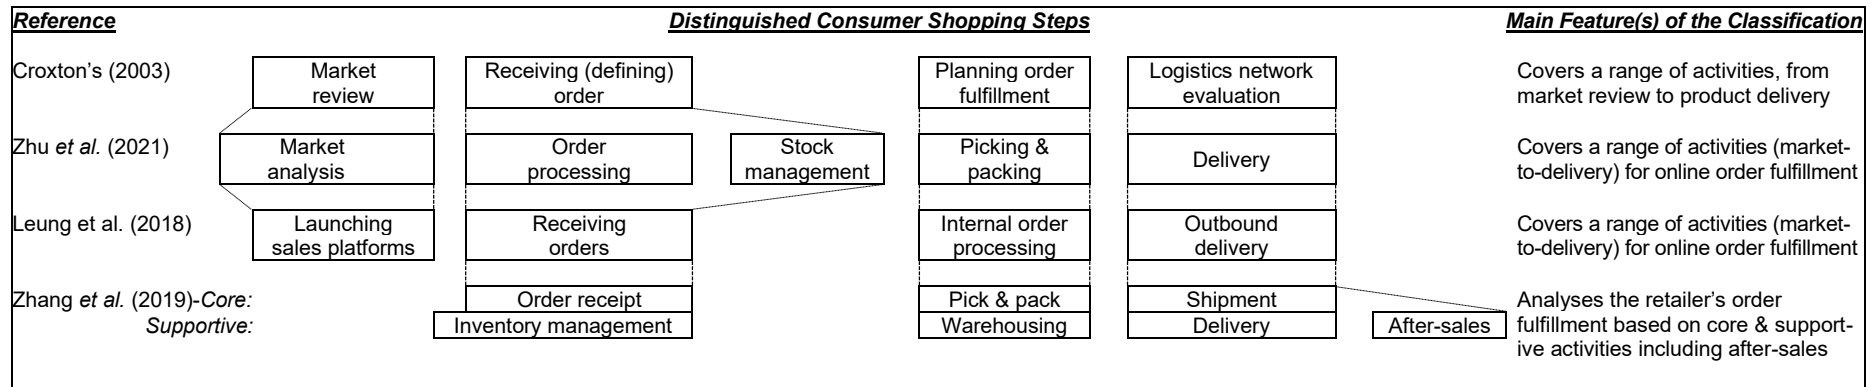 Reference Distinguished Consumer Shopping Steps Main Feature(s) of the Classification
Croxton’s (2003)
Market
review
Receiving (defining)
order
Planning order
fulfillment
Logistics network
evaluation
Covers a range of activities, from
market review to product delivery
Zhu et al. (2021)
Market
analysis
Order
processing
Stock
management
Picking &
packing
Delivery
Covers a range of activities (market-
to-delivery) for online order fulfillment
Leung et al. (2018)
Launching
sales platforms
Receiving
orders
Internal order
processing
Outbound
delivery
Covers a range of activities (market-
to-delivery) for online order fulfillment
Zhang et al. (2019)-Core:
Supportive:
Order receipt
Inventory management
Pick & pack
Warehousing
Shipment
Delivery
After-sales
Analyses the retailer’s order
fulfillment based on core & support-
ive activities including after-sales